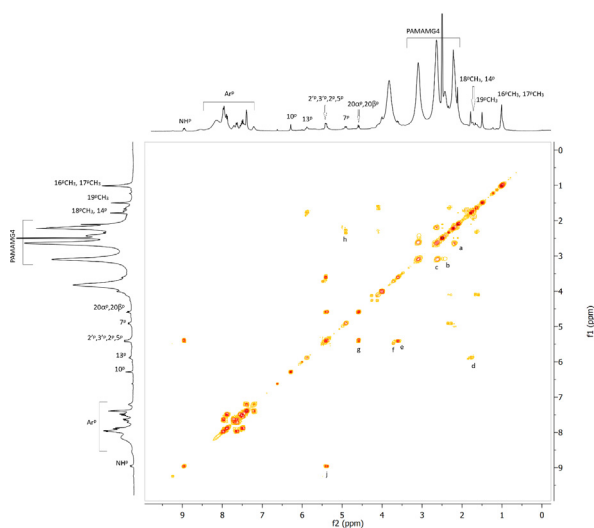 PAMAMG4
Arᵖ
18ᵖCH₃, 14ᵖ
2'ᵖ,3'ᵖ,2ᵖ,5ᵖ
20αᵖ,20βᵖ
19ᵖCH₃
16ᵖCH₃, 17ᵖCH₃
NHᵖ
10ᵖ
13ᵖ
7ᵖ
16ᵖCH₃, 17ᵖCH₃
19ᵖCH₃
18ᵖCH₃, 14ᵖ
PAMAMG4
20αᵖ,20βᵖ
7ᵖ
2'ᵖ,3'ᵖ,2ᵖ,5ᵖ
13ᵖ
10ᵖ
Arᵖ
NHᵖ
h
a
c b
g f e
d
j
0
1
2
3
4
5
6
7
8
9
f1 (ppm)
9 8 7 6 5 4 3 2 1 0
f2 (ppm)